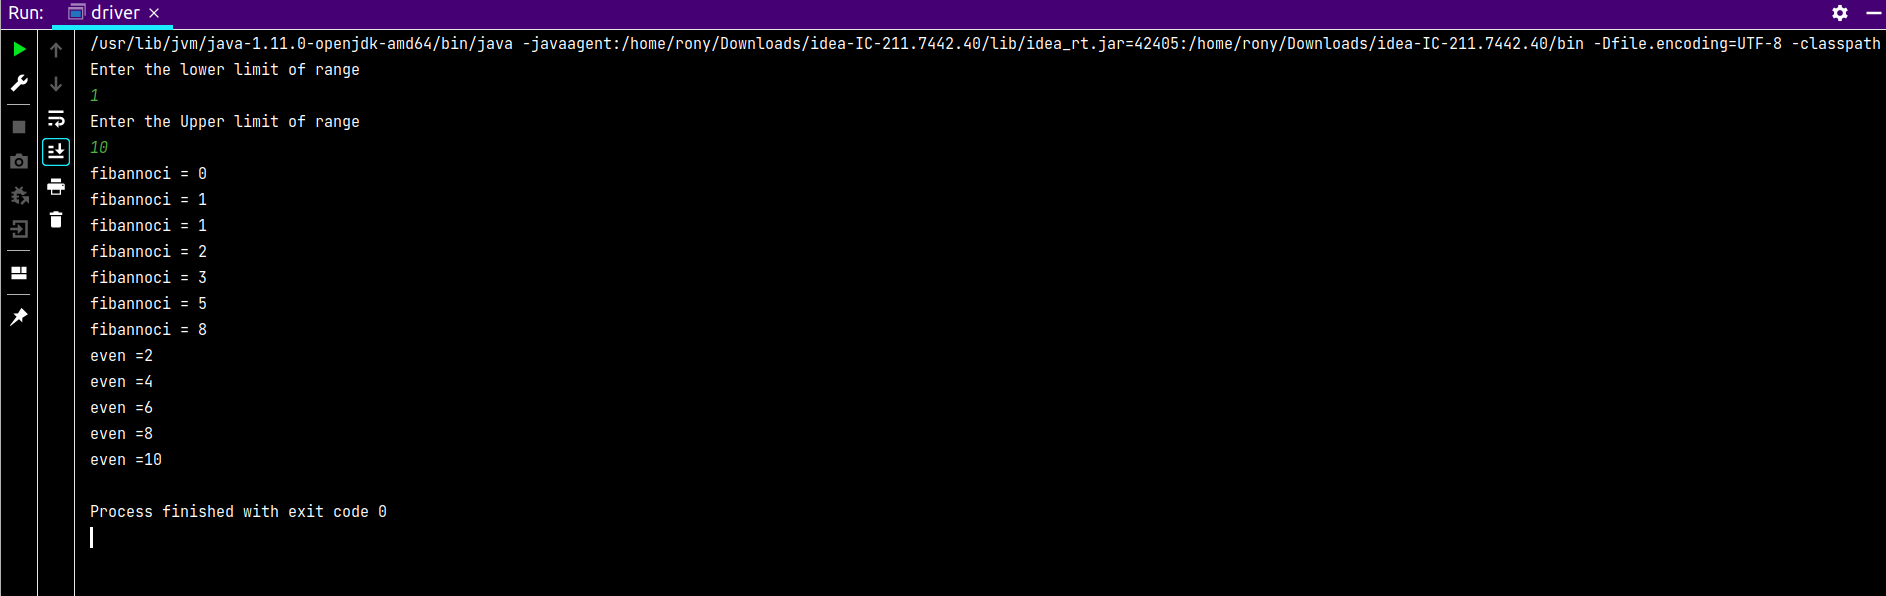 Run: driver ×
/usr/lib/jvm/java-1.11.0-openjdk-amd64/bin/java -javaagent:/home/rony/Downloads/idea-IC-211.7442.40/lib/idea_rt.jar=42405:/home/rony/Downloads/idea-IC-211.7442.40/bin -Dfile.encoding=UTF-8 -classpath
Enter the lower limit of range
1
Enter the Upper limit of range
10
fibannoci = 0
fibannoci = 1
fibannoci = 1
fibannoci = 2
fibannoci = 3
fibannoci = 5
fibannoci = 8
even =2
even =4
even =6
even =8
even =10
Process finished with exit code 0